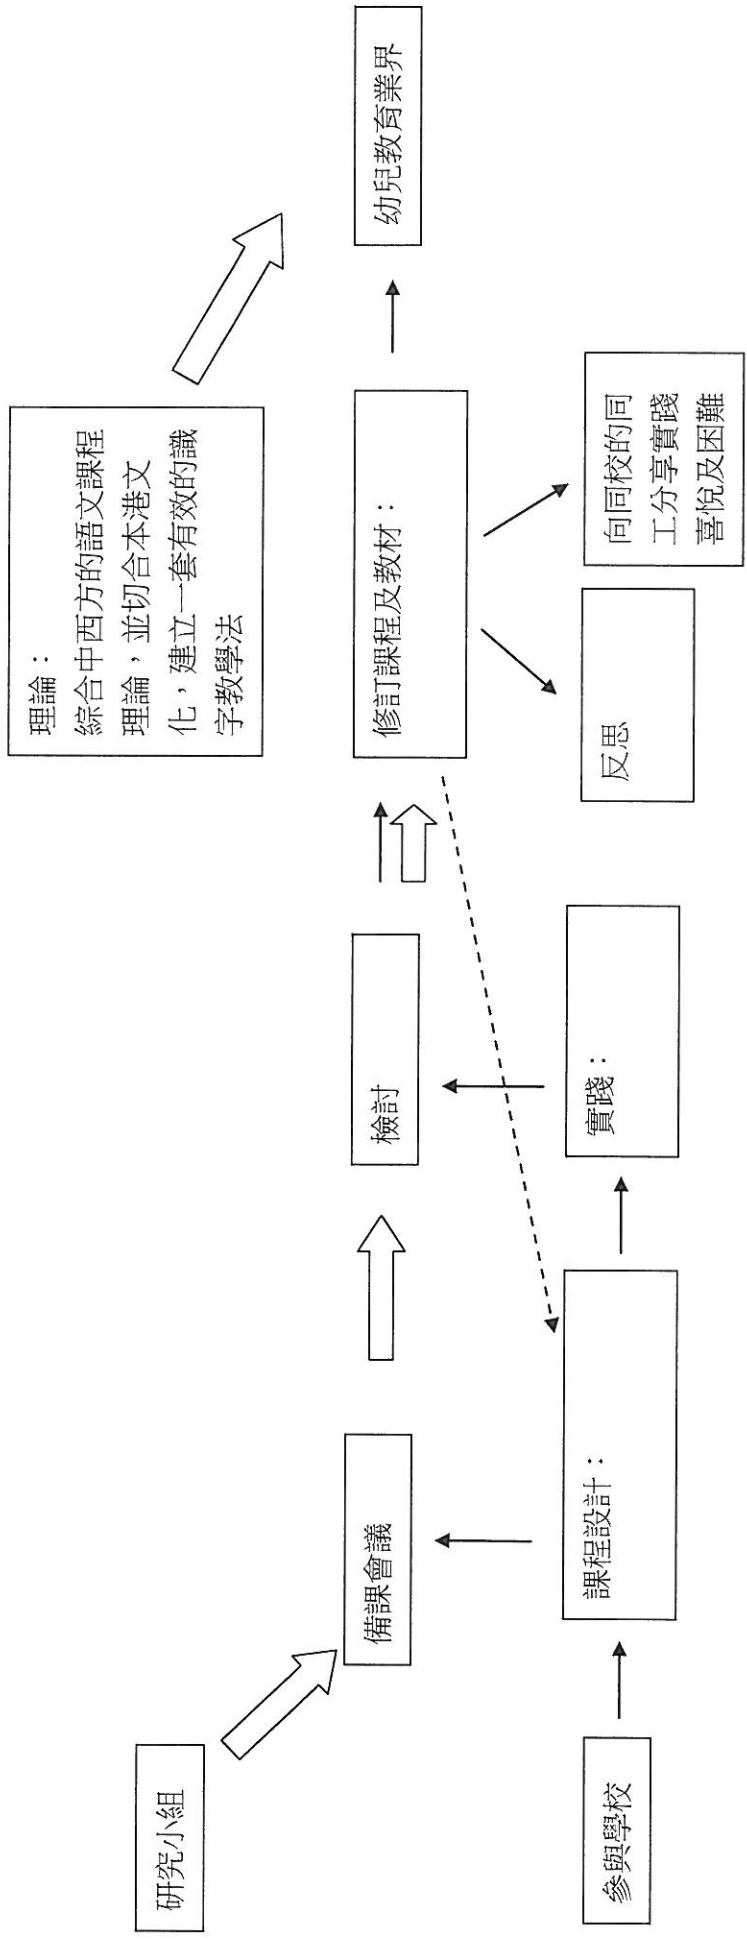 理論：
綜合中西方的語文課程
理論，並切合本港文
化，建立一套有效的識
字教學法
研究小組
備課會議
檢討
修訂課程及教材：
幼兒教育業界
參與學校
課程設計：
實踐：
反思
向同校的同
工分享實踐
喜悅及困難